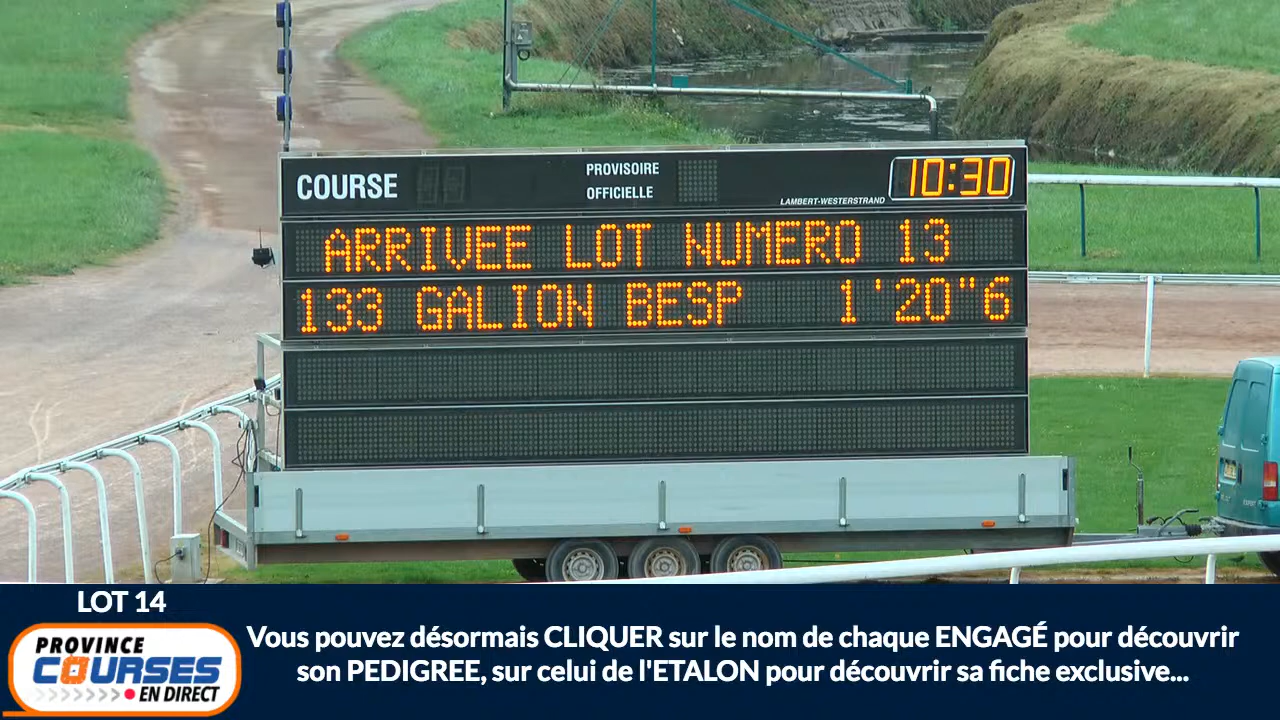 COURSE
PROVISOIRE
OFFICIELLE
10:30
LAMBERT-WESTERSTRAND
ARRIVEE LOT NUMERO 13
133 GALION BESP 1'20"6
LOT 14
PROVINCE
COURSES
EN DIRECT
Vous pouvez désormais CLIQUER sur le nom de chaque ENGAGÉ pour découvrir
son PEDIGREE, sur celui de l'ETALON pour découvrir sa fiche exclusive...